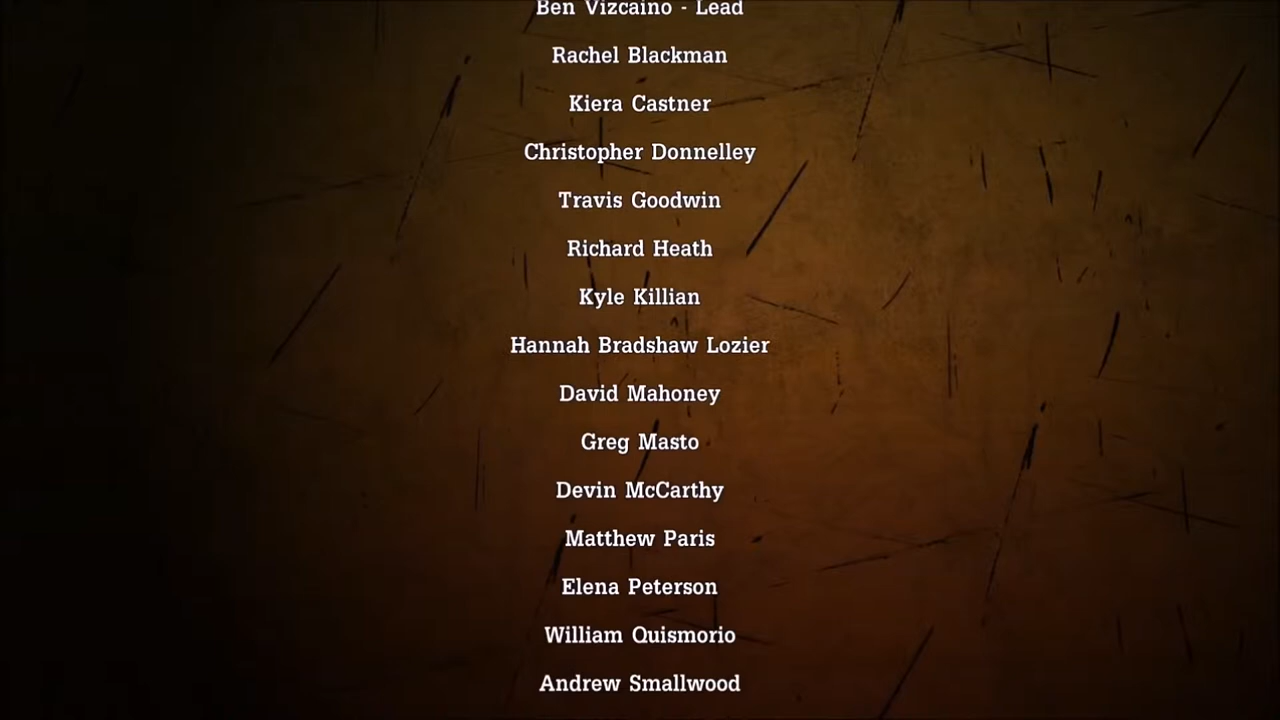 Ben Vizcaino - Lead
Rachel Blackman
Kiera Castner
Christopher Donnelley
Travis Goodwin
Richard Heath
Kyle Killian
Hannah Bradshaw Lozier
David Mahoney
Greg Masto
Devin McCarthy
Matthew Paris
Elena Peterson
William Quismorio
Andrew Smallwood